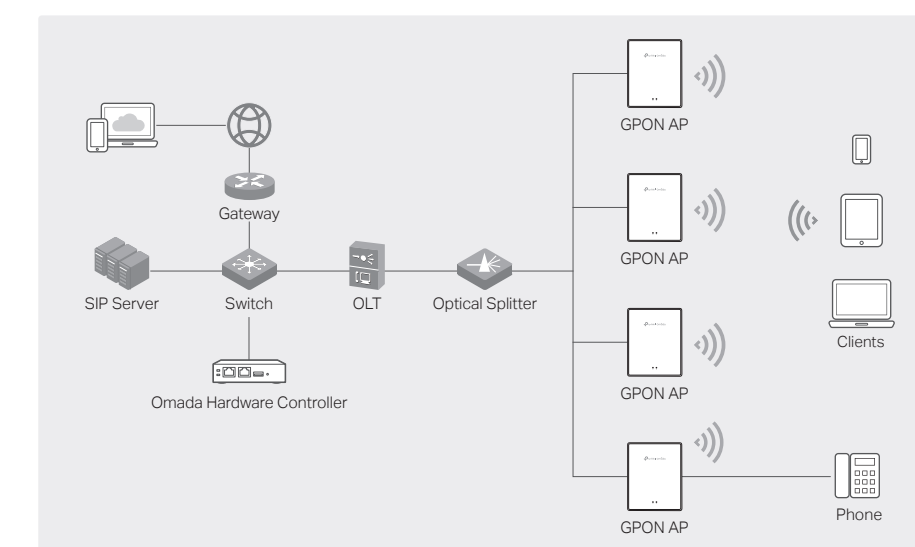 GPON AP
Gateway
GPON AP
SIP Server
Switch
OLT
Optical Splitter
Clients
Omada Hardware Controller
GPON AP
Phone
GPON AP